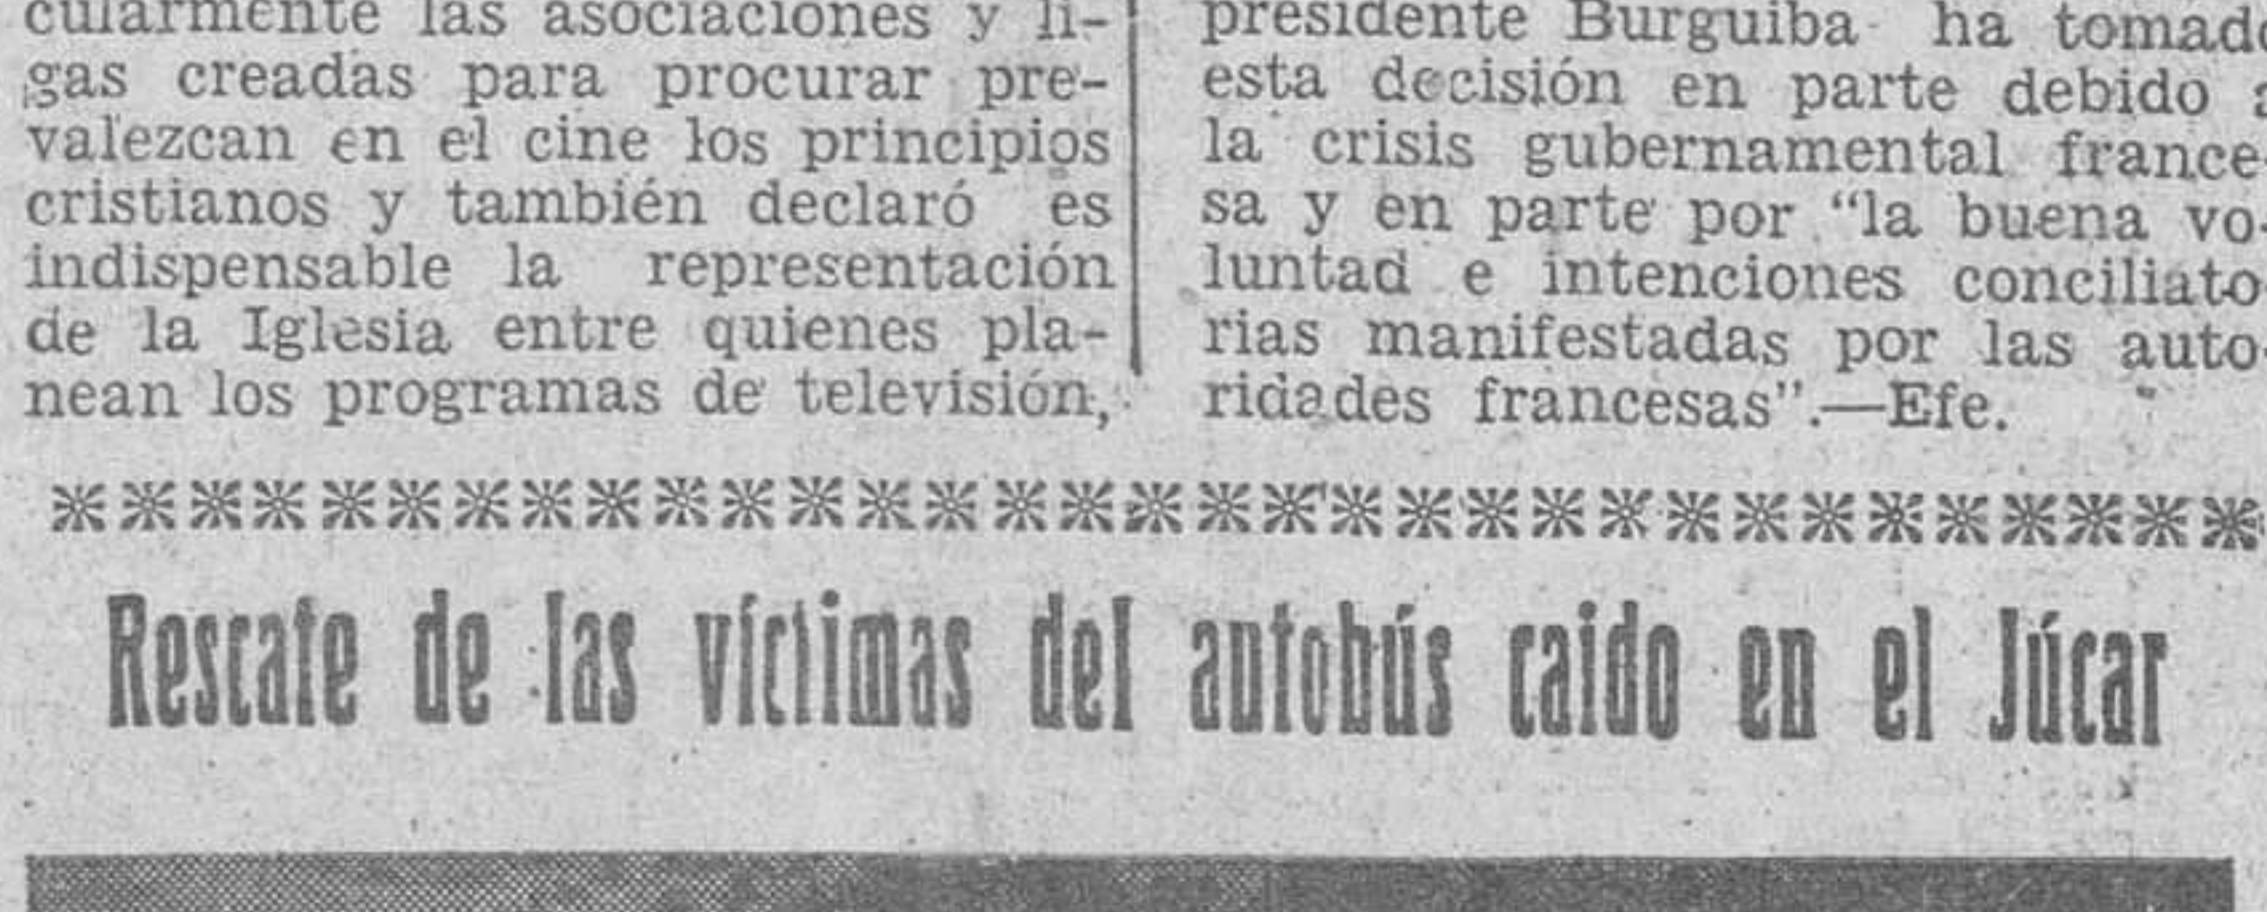 cularmente las asociaciones y li-
gas creadas para procurar pre-
valezcan en el cine los principios
cristianos y también declaró es
indispensable la representación
de la Iglesia entre quienes pla-
nean los programas de televisión,
presidente Burguiba ha tomado
esta decisión en parte debido a
la crisis gubernamental france-
sa y en parte por "la buena vo-
luntad e intenciones conciliato-
rias manifestadas por las auto-
ridades francesas".—Efe.
Rescate de las víctimas del autobús caido en el Júcar